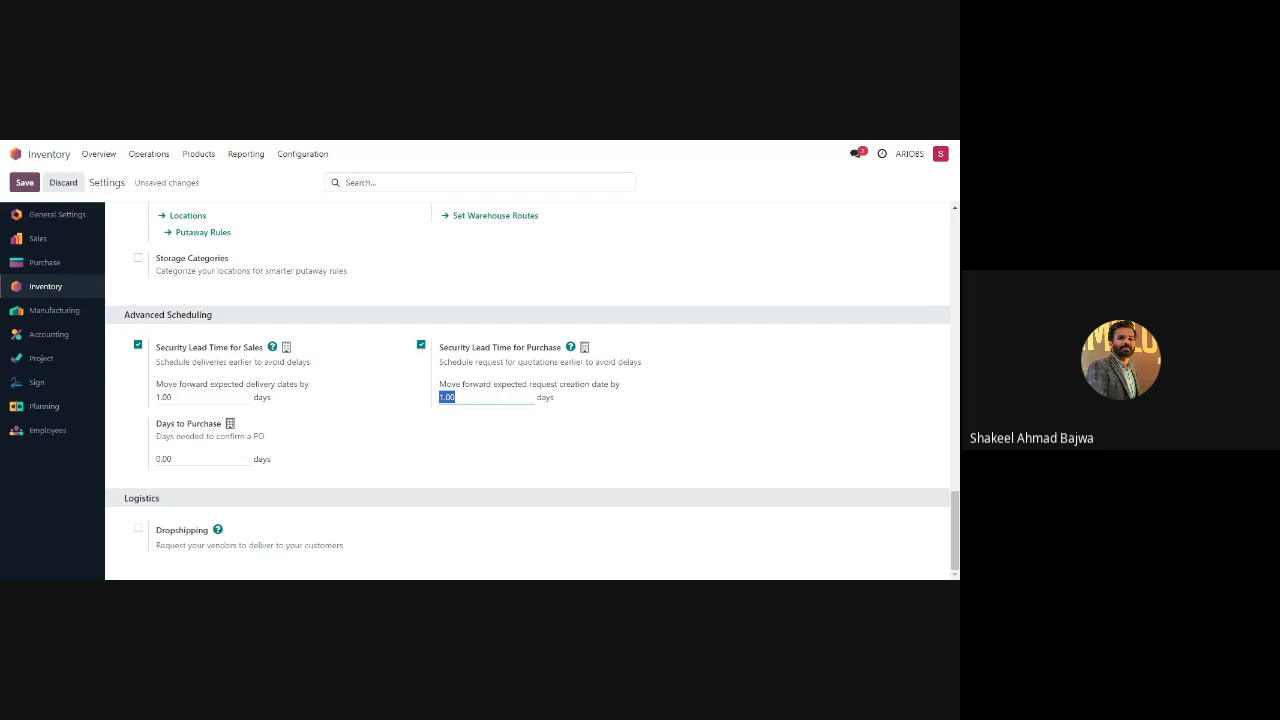 Inventory Overview Operations Products Reporting Configuration 2 ARIOBS S
Save Discard Settings Unsaved changes Search...
General Settings
Sales
Purchase
Inventory
Manufacturing
Accounting
Project
Sign
Planning
Employees
→ Locations
→ Putaway Rules
→ Set Warehouse Routes
Storage Categories
Categorize your locations for smarter putaway rules
Advanced Scheduling
Security Lead Time for Sales ?
Schedule deliveries earlier to avoid delays
Move forward expected delivery dates by
1.00 days
Security Lead Time for Purchase ?
Schedule request for quotations earlier to avoid delays
Move forward expected request creation date by
1.00 days
Days to Purchase
Days needed to confirm a PO
0.00 days
Logistics
Dropshipping ?
Request your vendors to deliver to your customers
Shakeel Ahmad Bajwa